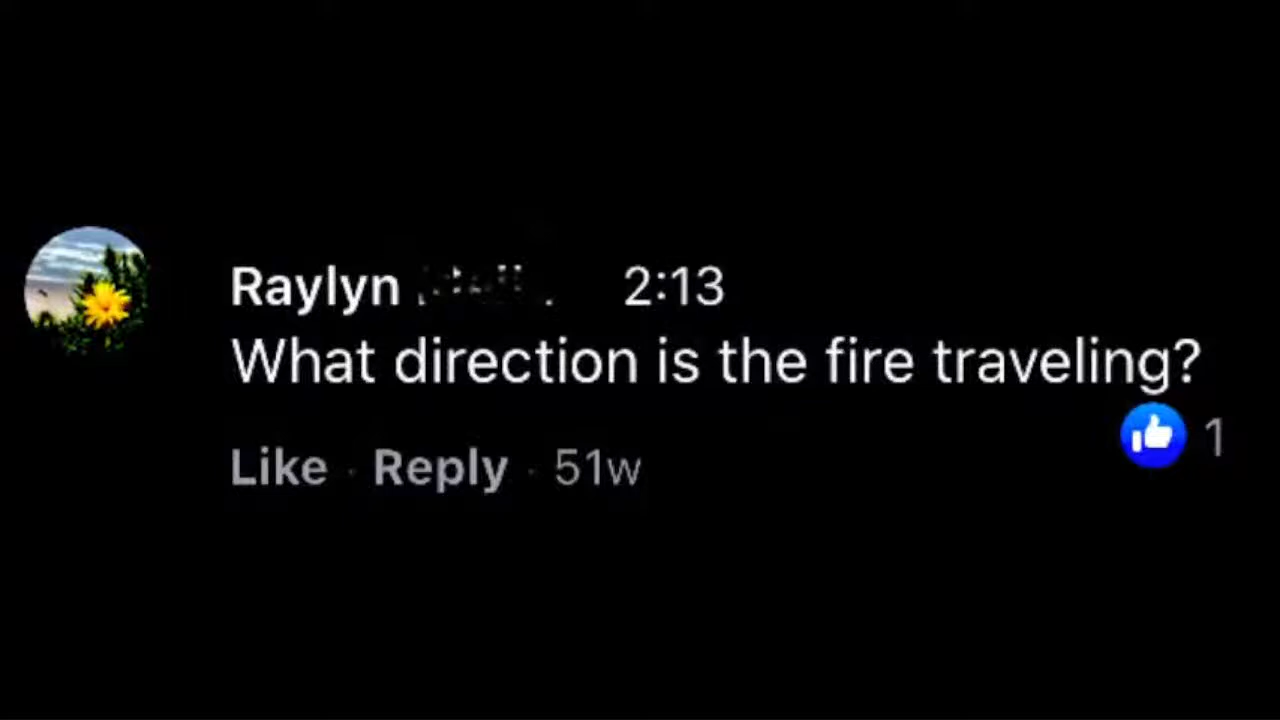 Raylyn 2:13
What direction is the fire traveling?
1
Like · Reply · 51w